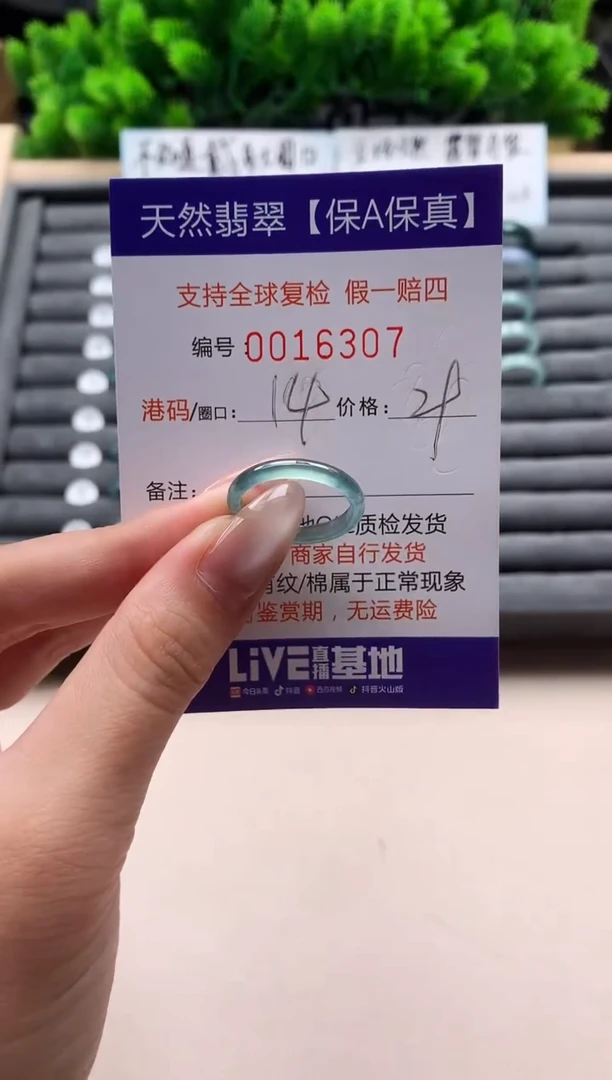 天然翡翠【保A保真】
支持全球复检 假一赔四
编号:0016307
港码/圈口: 14 价格:
备注:
质检发货
商家自行发货
纹/棉属于正常现象
鉴赏期，无运费险
LiVE直播基地
今日头条 抖音 西瓜视频 抖音火山版